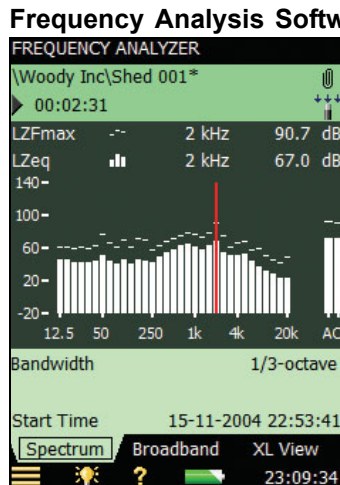 Frequency Analysis Softw
FREQUENCY ANALYZER
\Woody Inc\Shed 001*
00:02:31
LZFmax 2 kHz 90.7 dB
LZeq 2 kHz 67.0 dB
140
100
60
20
-20
12.5 50 250 1k 4k 20k AC
Bandwidth 1/3-octave
Start Time 15-11-2004 22:53:41
Spectrum Broadband XL View
? 23:09:34